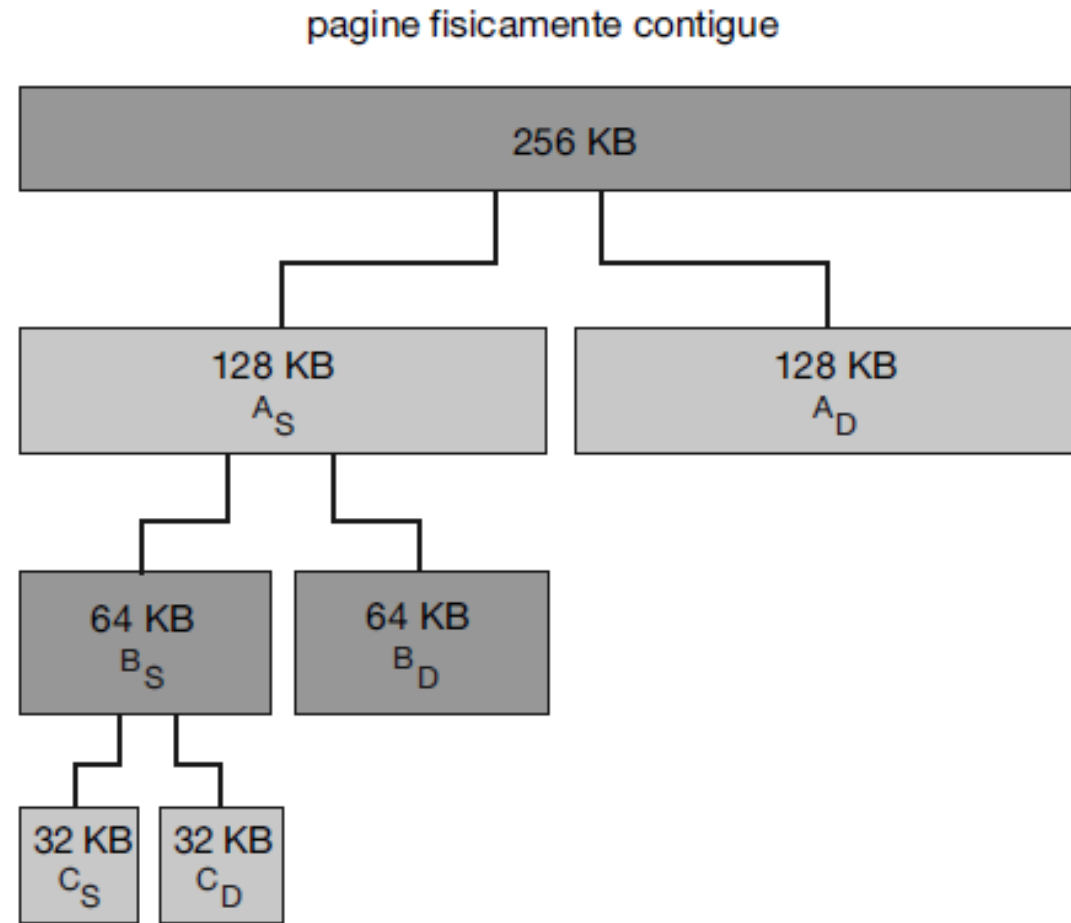 pagine fisicamente contigue
256 KB
128 KB
A_S
128 KB
A_D
64 KB
B_S
64 KB
B_D
32 KB
C_S
32 KB
C_D